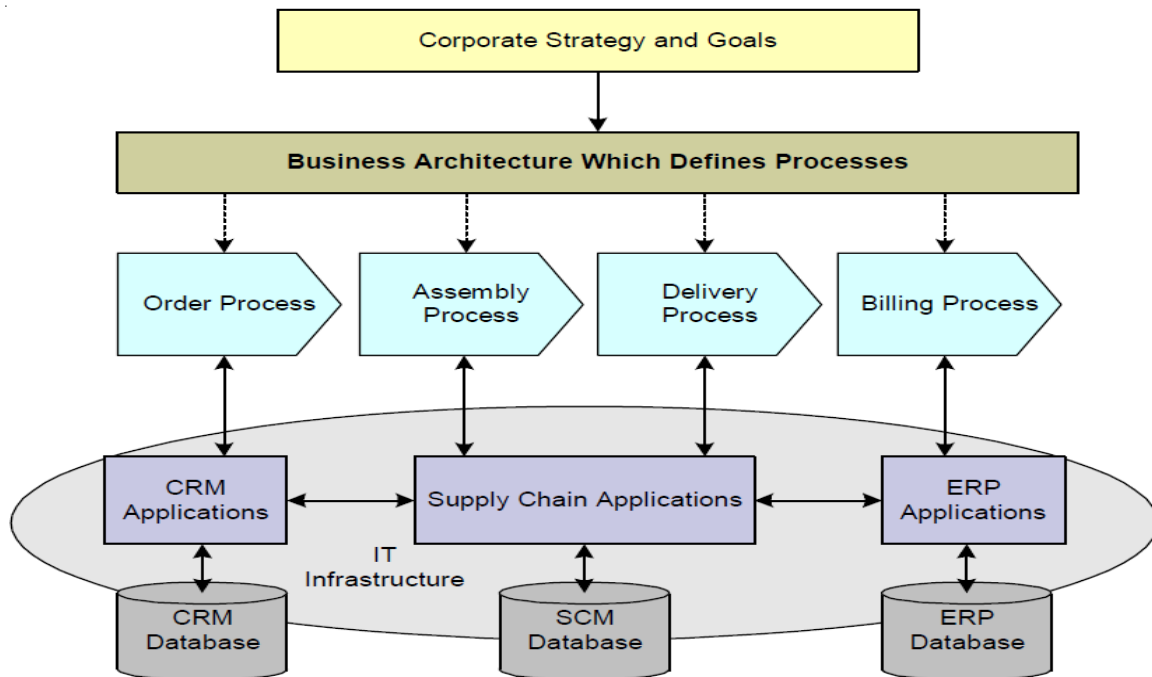 Corporate Strategy and Goals
Business Architecture Which Defines Processes
Order Process
Assembly
Process
Delivery
Process
Billing Process
CRM
Applications
Supply Chain Applications
ERP
Applications
IT
Infrastructure
CRM
Database
SCM
Database
ERP
Database